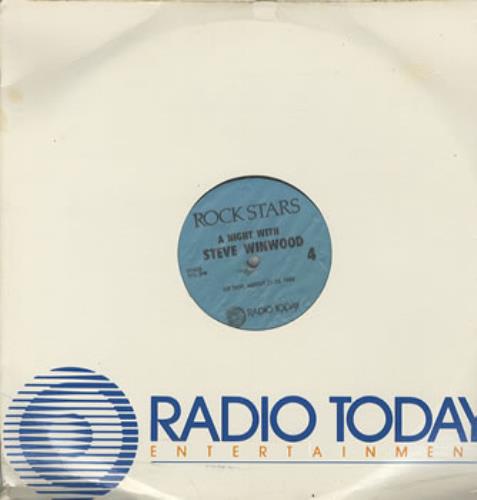 ROCK STARS
A NIGHT WITH
STEVE WINWOOD
4
RADIO TODAY
RADIO TODAY
ENTERTAINMEN